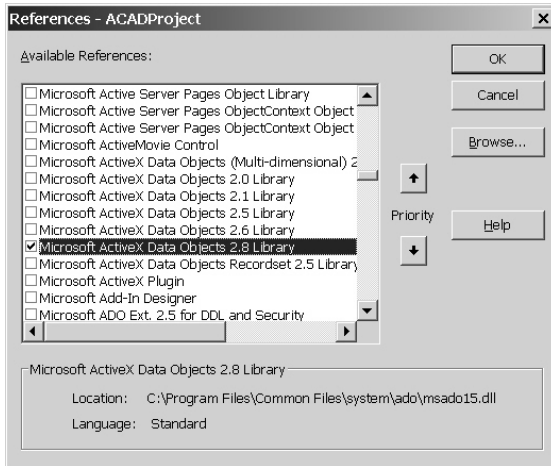 References - ACADProject
Available References:
Microsoft Active Server Pages Object Library
Microsoft Active Server Pages ObjectContext Object
Microsoft Active Server Pages ObjectContext Object
Microsoft ActiveMovie Control
Microsoft ActiveX Data Objects (Multi-dimensional) 2
Microsoft ActiveX Data Objects 2.0 Library
Microsoft ActiveX Data Objects 2.1 Library
Microsoft ActiveX Data Objects 2.5 Library
Microsoft ActiveX Data Objects 2.6 Library
Microsoft ActiveX Data Objects 2.8 Library
Microsoft ActiveX Data Objects Recordset 2.5 Library
Microsoft ActiveX Plugin
Microsoft Add-In Designer
Microsoft ADO Ext. 2.5 for DDL and Security
Priority
OK
Cancel
Browse...
Help
Microsoft ActiveX Data Objects 2.8 Library
Location: C:\Program Files\Common Files\system\ado\msado15.dll
Language: Standard